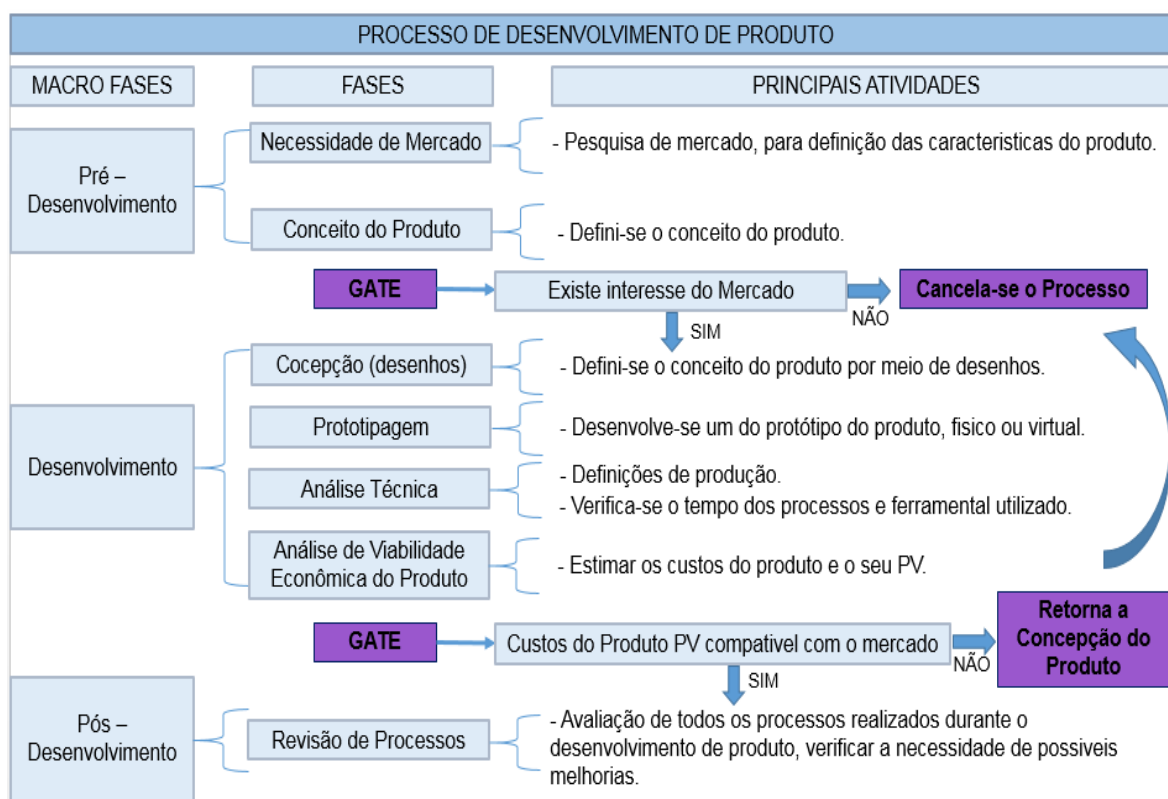 PROCESSO DE DESENVOLVIMENTO DE PRODUTO
MACRO FASES
FASES
PRINCIPAIS ATIVIDADES
Pré –
Desenvolvimento
Necessidade de Mercado
- Pesquisa de mercado, para definição das caracteristicas do produto.
Conceito do Produto
- Defini-se o conceito do produto.
GATE
Existe interesse do Mercado
NÃO
Cancela-se o Processo
SIM
Desenvolvimento
Cocepção (desenhos)
- Defini-se o conceito do produto por meio de desenhos.
Prototipagem
- Desenvolve-se um do protótipo do produto, fisico ou virtual.
Análise Técnica
- Definições de produção.
- Verifica-se o tempo dos processos e ferramental utilizado.
Análise de Viabilidade
Econômica do Produto
- Estimar os custos do produto e o seu PV.
GATE
Custos do Produto PV compativel com o mercado
NÃO
Retorna a
Concepção do
Produto
SIM
Pós –
Desenvolvimento
Revisão de Processos
- Avaliação de todos os processos realizados durante o
desenvolvimento de produto, verificar a necessidade de possiveis
melhorias.